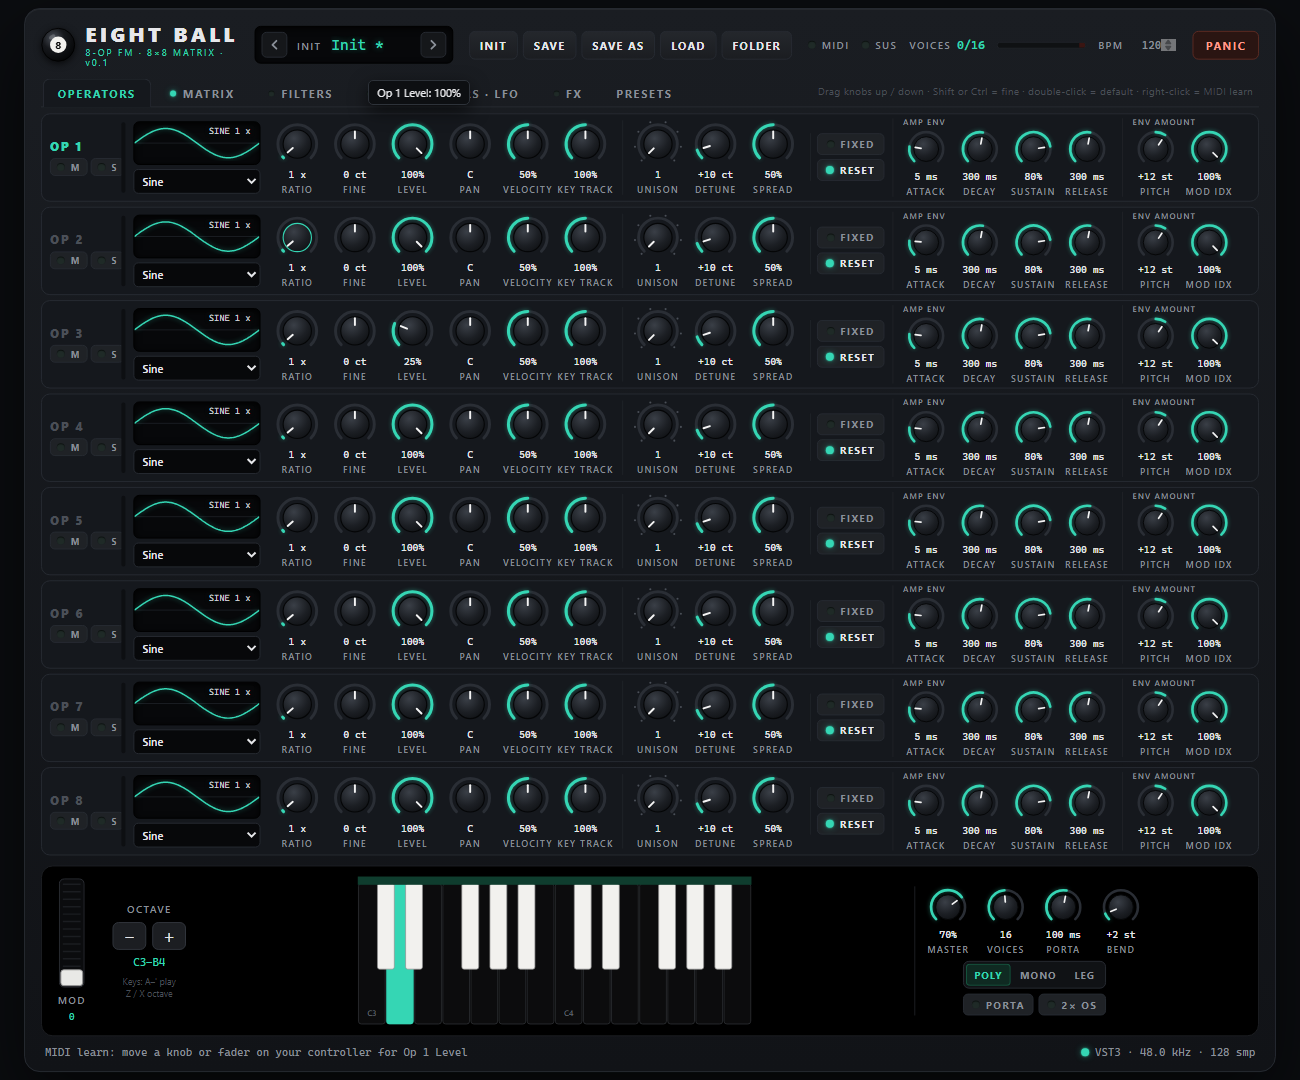 8
EIGHT BALL
8-OP FM · 8×8 MATRIX ·
v0.1
INIT Init *
INIT SAVE SAVE AS LOAD FOLDER
MIDI SUS VOICES 0/16 BPM 120 PANIC
OPERATORS MATRIX FILTERS S · LFO FX PRESETS
Op 1 Level: 100%
Drag knobs up / down · Shift or Ctrl = fine · double-click = default · right-click = MIDI learn
OP 1 M S SINE 1 x Sine
1 x 0 ct 100% C 50% 100% 1 +10 ct 50%
RATIO FINE LEVEL PAN VELOCITY KEY TRACK UNISON DETUNE SPREAD
FIXED
RESET
AMP ENV ENV AMOUNT
5 ms 300 ms 80% 300 ms +12 st 100%
ATTACK DECAY SUSTAIN RELEASE PITCH MOD IDX
OP 2 M S SINE 1 x Sine
1 x 0 ct 100% C 50% 100% 1 +10 ct 50%
RATIO FINE LEVEL PAN VELOCITY KEY TRACK UNISON DETUNE SPREAD
FIXED
RESET
AMP ENV ENV AMOUNT
5 ms 300 ms 80% 300 ms +12 st 100%
ATTACK DECAY SUSTAIN RELEASE PITCH MOD IDX
OP 3 M S SINE 1 x Sine
1 x 0 ct 25% C 50% 100% 1 +10 ct 50%
RATIO FINE LEVEL PAN VELOCITY KEY TRACK UNISON DETUNE SPREAD
FIXED
RESET
AMP ENV ENV AMOUNT
5 ms 300 ms 80% 300 ms +12 st 100%
ATTACK DECAY SUSTAIN RELEASE PITCH MOD IDX
OP 4 M S SINE 1 x Sine
1 x 0 ct 100% C 50% 100% 1 +10 ct 50%
RATIO FINE LEVEL PAN VELOCITY KEY TRACK UNISON DETUNE SPREAD
FIXED
RESET
AMP ENV ENV AMOUNT
5 ms 300 ms 80% 300 ms +12 st 100%
ATTACK DECAY SUSTAIN RELEASE PITCH MOD IDX
OP 5 M S SINE 1 x Sine
1 x 0 ct 100% C 50% 100% 1 +10 ct 50%
RATIO FINE LEVEL PAN VELOCITY KEY TRACK UNISON DETUNE SPREAD
FIXED
RESET
AMP ENV ENV AMOUNT
5 ms 300 ms 80% 300 ms +12 st 100%
ATTACK DECAY SUSTAIN RELEASE PITCH MOD IDX
OP 6 M S SINE 1 x Sine
1 x 0 ct 100% C 50% 100% 1 +10 ct 50%
RATIO FINE LEVEL PAN VELOCITY KEY TRACK UNISON DETUNE SPREAD
FIXED
RESET
AMP ENV ENV AMOUNT
5 ms 300 ms 80% 300 ms +12 st 100%
ATTACK DECAY SUSTAIN RELEASE PITCH MOD IDX
OP 7 M S SINE 1 x Sine
1 x 0 ct 100% C 50% 100% 1 +10 ct 50%
RATIO FINE LEVEL PAN VELOCITY KEY TRACK UNISON DETUNE SPREAD
FIXED
RESET
AMP ENV ENV AMOUNT
5 ms 300 ms 80% 300 ms +12 st 100%
ATTACK DECAY SUSTAIN RELEASE PITCH MOD IDX
OP 8 M S SINE 1 x Sine
1 x 0 ct 100% C 50% 100% 1 +10 ct 50%
RATIO FINE LEVEL PAN VELOCITY KEY TRACK UNISON DETUNE SPREAD
FIXED
RESET
AMP ENV ENV AMOUNT
5 ms 300 ms 80% 300 ms +12 st 100%
ATTACK DECAY SUSTAIN RELEASE PITCH MOD IDX
MOD
0
OCTAVE
− +
C3–B4
Keys: A–' play
Z / X octave
C3 C4
70% 16 100 ms +2 st
MASTER VOICES PORTA BEND
POLY MONO LEG
PORTA 2× OS
MIDI learn: move a knob or fader on your controller for Op 1 Level
VST3 · 48.0 kHz · 128 smp